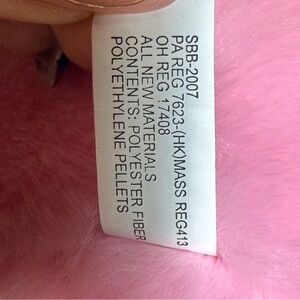 SBB-2007
PA REG 7623-(HK)MASS REG413
OH REG 17408
ALL NEW MATERIALS
CONTENTS: POLYESTER FIBER
POLYETHYLENE PELLETS